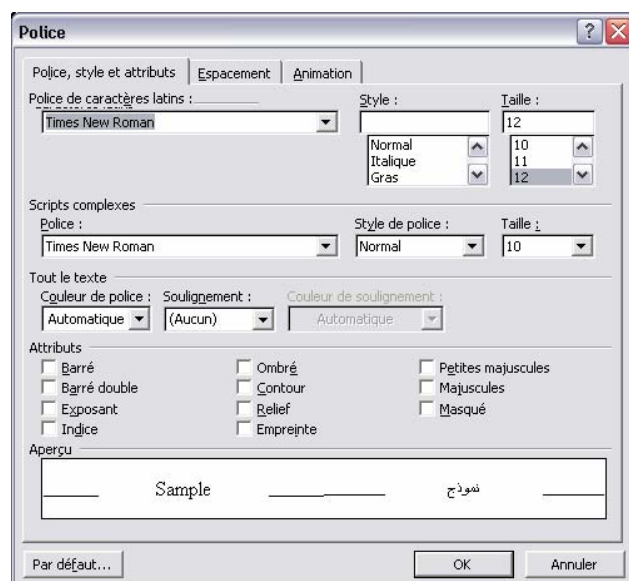 Police
Police, style et attributs Espacement Animation
Police de caractères latins : Style : Taille :
Times New Roman 12
Normal 10
Italique 11
Gras 12
Scripts complexes
Police : Style de police : Taille :
Times New Roman Normal 10
Tout le texte
Couleur de police : Soulignement : Couleur de soulignement :
Automatique (Aucun) Automatique
Attributs
Barré Ombré Petites majuscules
Barré double Contour Majuscules
Exposant Relief Masqué
Indice Empreinte
Aperçu
Sample نموذج
Par défaut... OK Annuler